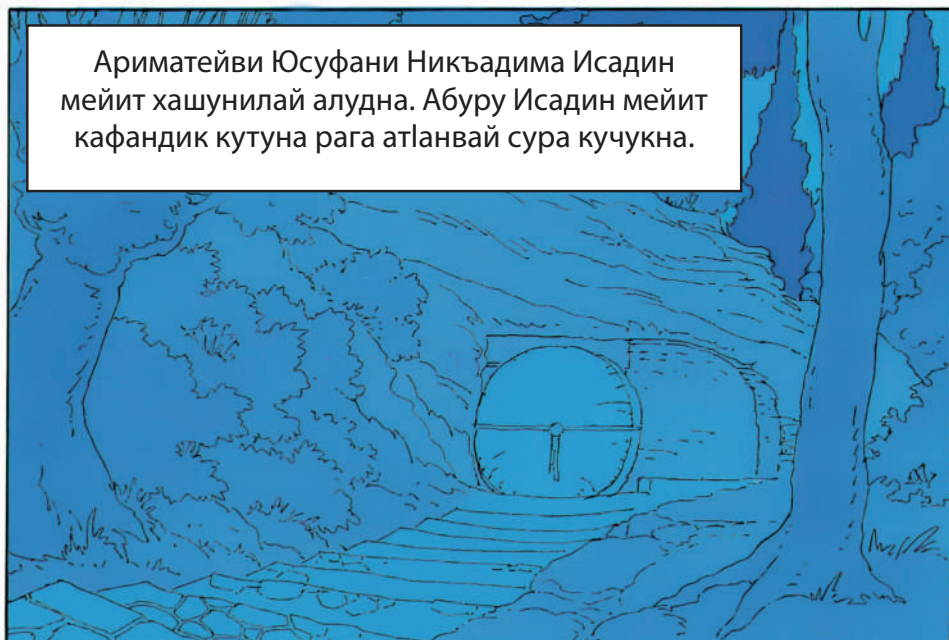 Ариматейви Юсуфани Никъадима Исадин
мейит хашунилай алудна. Абуру Исадин мейит
кафандик кутуна рага атӀанвай сура кучукна.